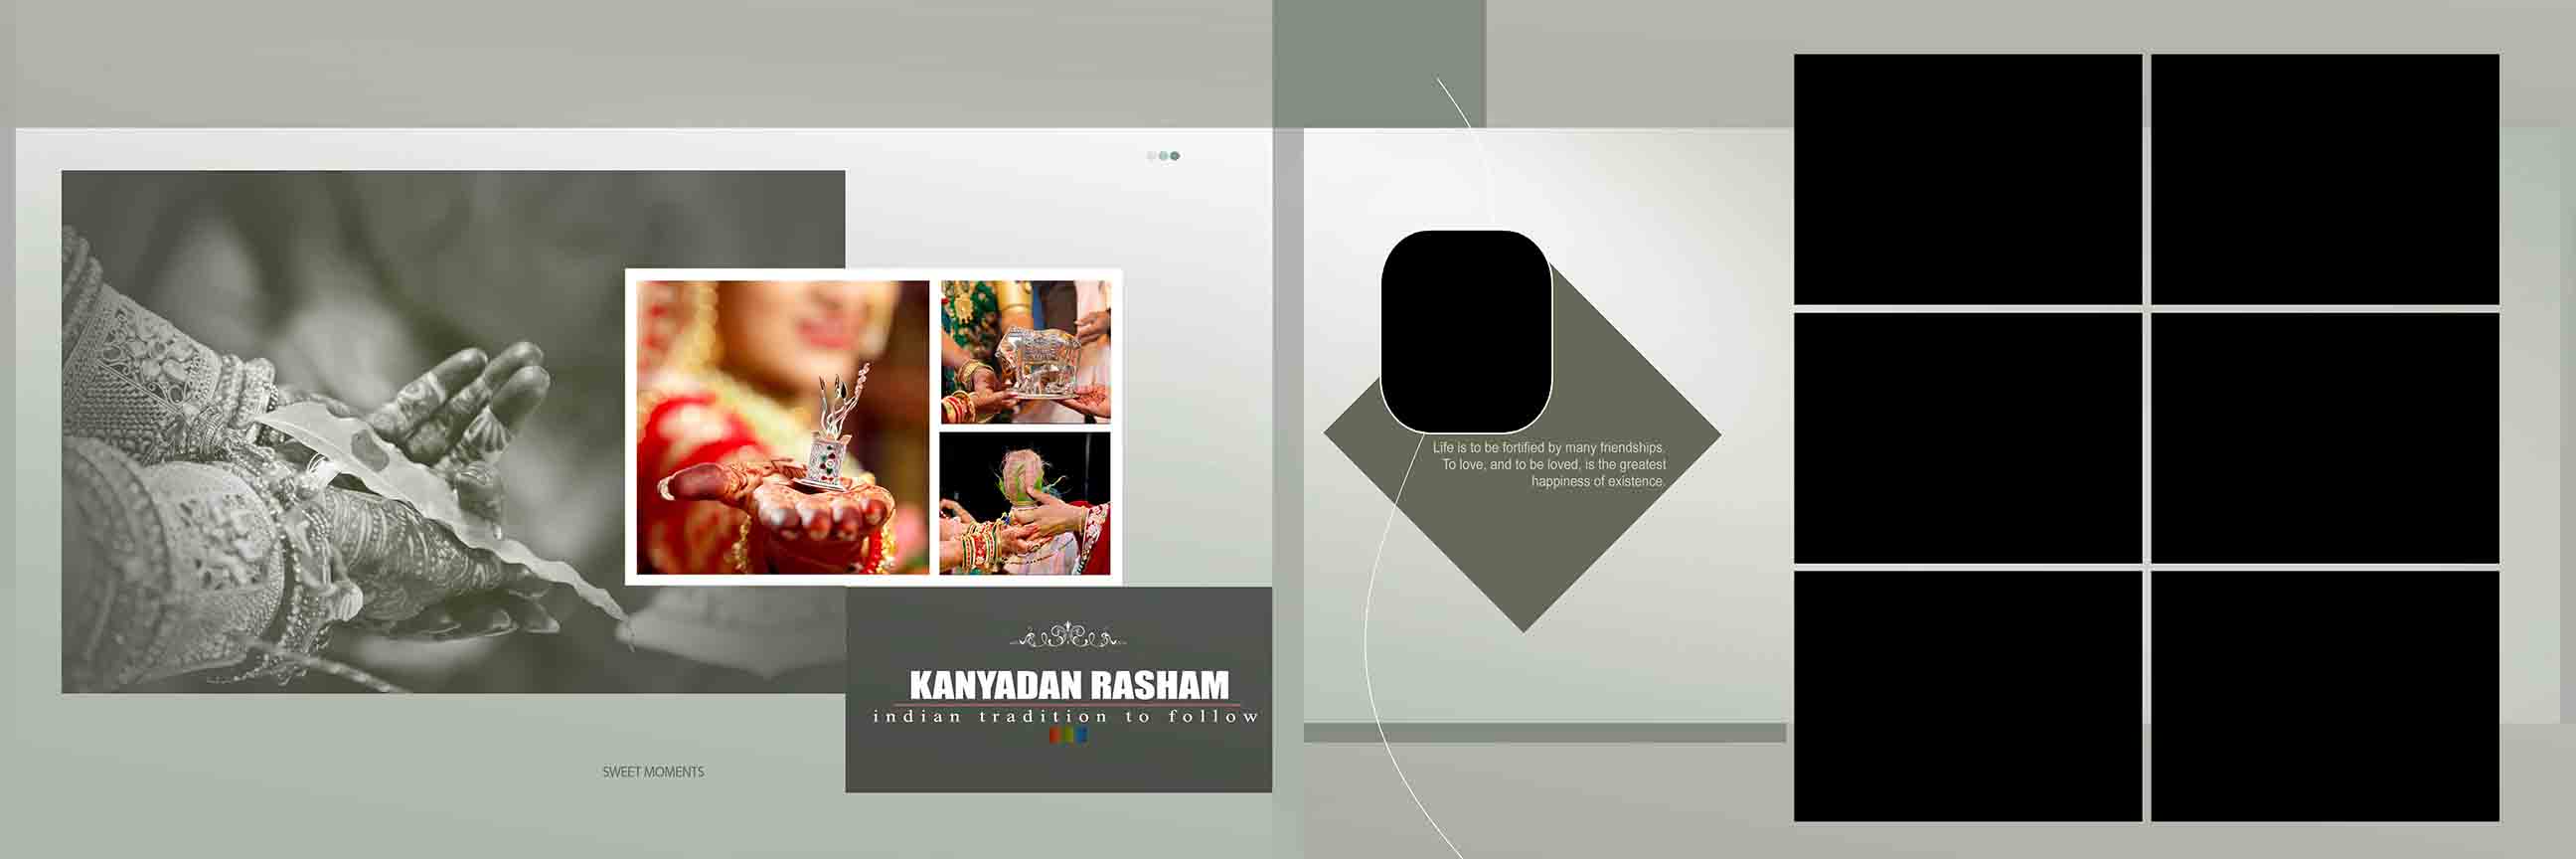 KANYADAN RASHAM
indian tradition to follow
SWEET MOMENTS
Life is to be fortified by many friendships.
To love, and to be loved, is the greatest
happiness of existence.